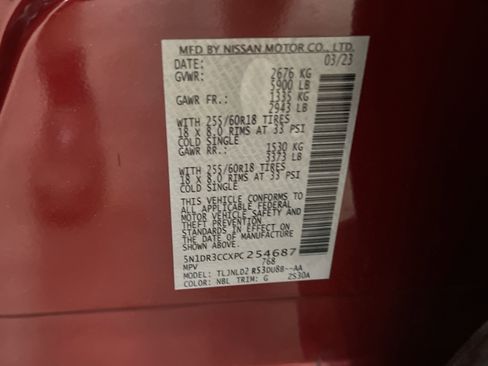 MFD BY NISSAN MOTOR CO., LTD.
DATE: 03/23
GVWR: 2676 KG
5900 LB
GAWR FR.: 1335 KG
2943 LB
WITH 255/60R18 TIRES
18 x 8.0 RIMS AT 33 PSI
COLD SINGLE
GAWR RR.: 1530 KG
3373 LB
WITH 255/60R18 TIRES
18 x 8.0 RIMS AT 33 PSI
COLD SINGLE
THIS VEHICLE CONFORMS TO
ALL APPLICABLE FEDERAL
MOTOR VEHICLE SAFETY AND
THEFT PREVENTION
STANDARDS IN EFFECT ON
THE DATE OF MANUFACTURE
SHOWN ABOVE.
5N1DR3CCXPC254687
MPV 768
MODEL: TLJNLD2 R53DU88--AA
COLOR: NBL TRIM: G 2S30A